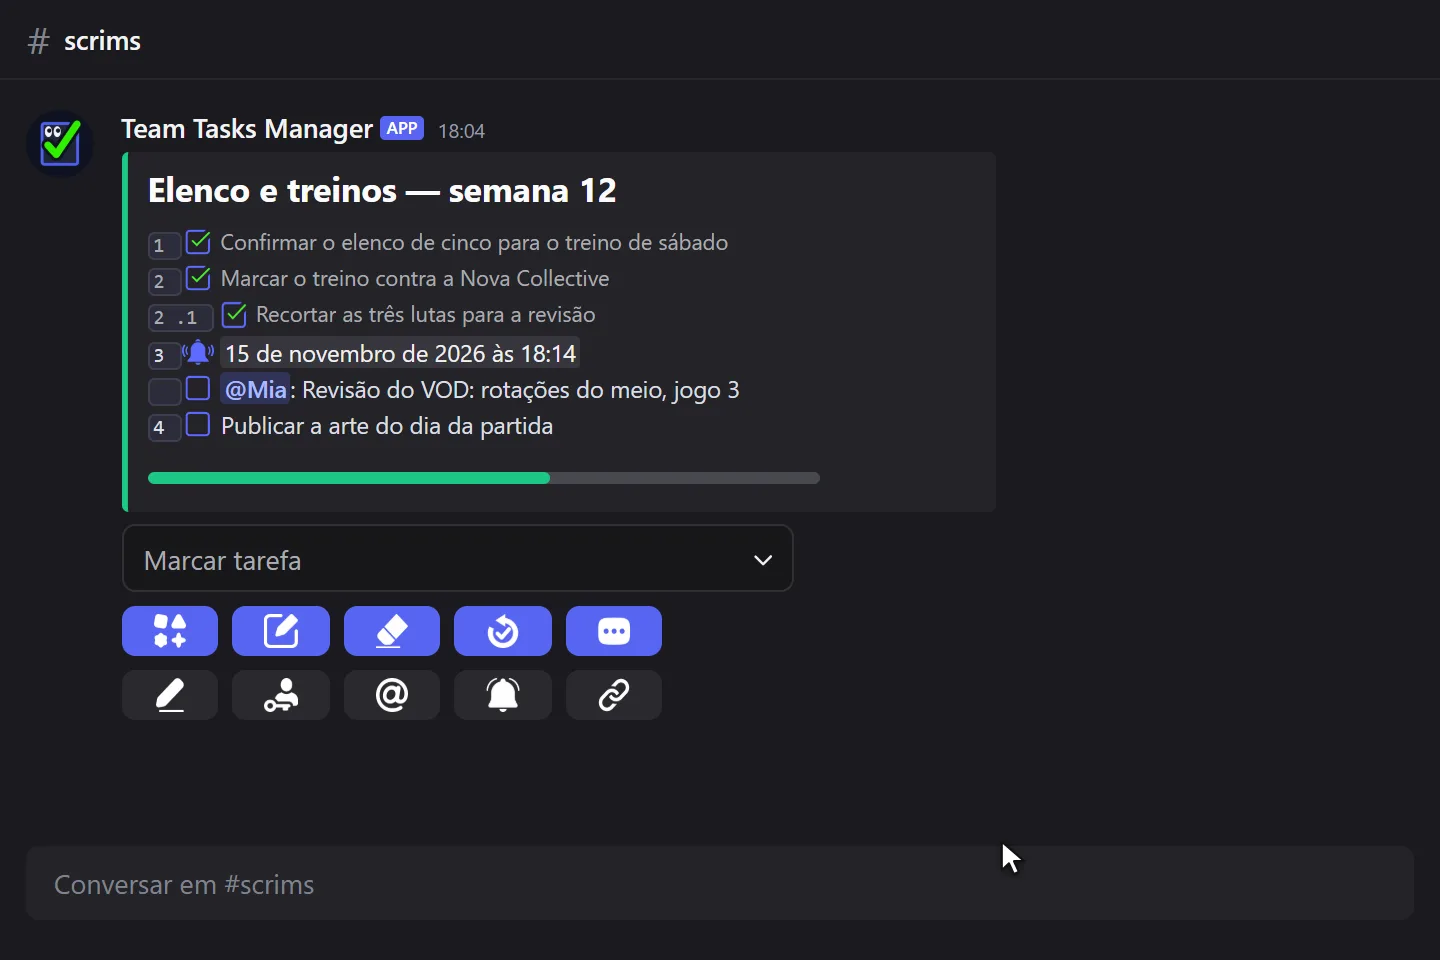 # scrims
Team Tasks Manager APP 18:04
Elenco e treinos — semana 12
1 Confirmar o elenco de cinco para o treino de sábado
2 Marcar o treino contra a Nova Collective
2 .1 Recortar as três lutas para a revisão
3 15 de novembro de 2026 às 18:14
@Mia: Revisão do VOD: rotações do meio, jogo 3
4 Publicar a arte do dia da partida
Marcar tarefa
Conversar em #scrims